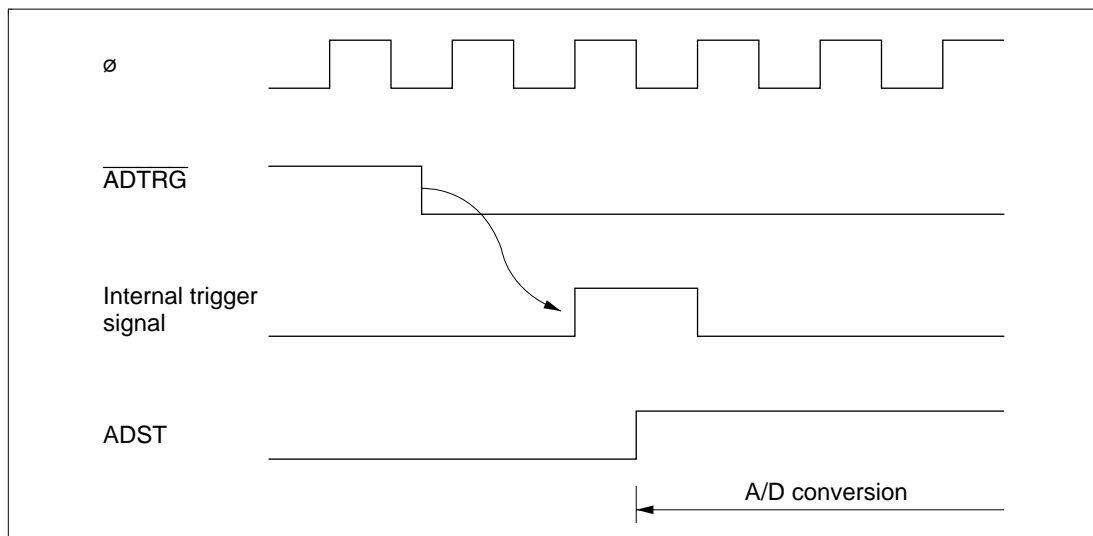 ø
ADTRG
Internal trigger
signal
ADST
A/D conversion